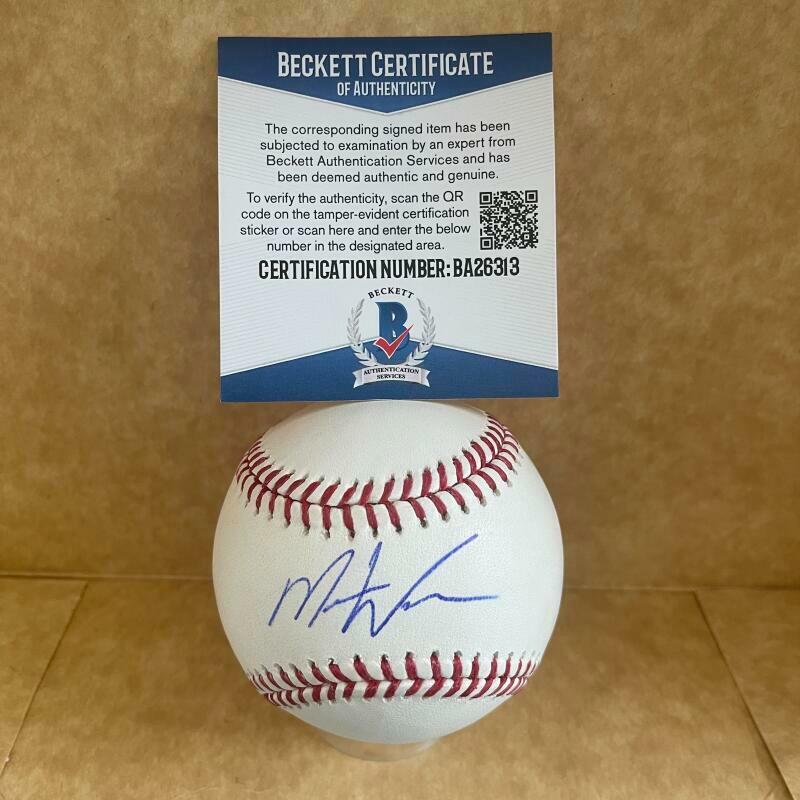 BECKETT CERTIFICATE
OF AUTHENTICITY
The corresponding signed item has been
subjected to examination by an expert from
Beckett Authentication Services and has
been deemed authentic and genuine.
To verify the authenticity, scan the QR
code on the tamper-evident certification
sticker or scan here and enter the below
number in the designated area.
CERTIFICATION NUMBER: BA26313
BECKETT
B
AUTHENTICATION
SERVICES